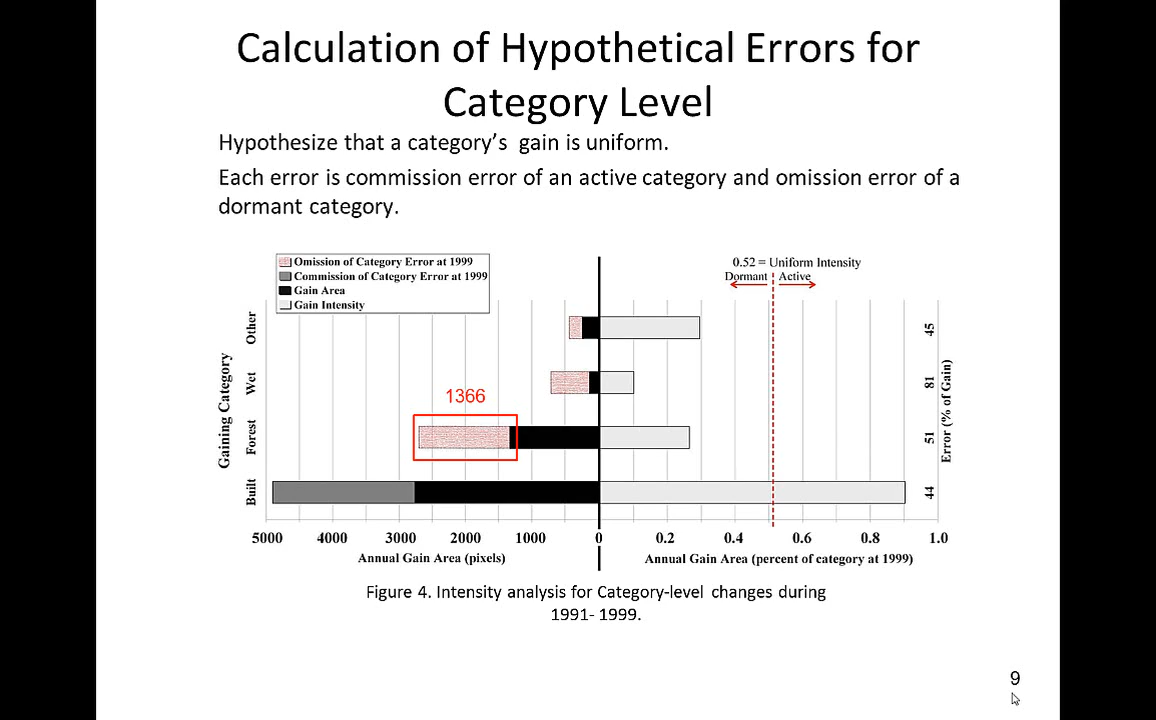 Calculation of Hypothetical Errors for
Category Level
Hypothesize that a category’s gain is uniform.
Each error is commission error of an active category and omission error of a
dormant category.
Omission of Category Error at 1999
Commission of Category Error at 1999
Gain Area
Gain Intensity
0.52 = Uniform Intensity
Dormant Active
Gaining Category
Other
Wet
Forest
Built
1366
45
81
51
44
Error (% of Gain)
5000 4000 3000 2000 1000 0 0.2 0.4 0.6 0.8 1.0
Annual Gain Area (pixels) Annual Gain Area (percent of category at 1999)
Figure 4. Intensity analysis for Category-level changes during
1991- 1999.
9